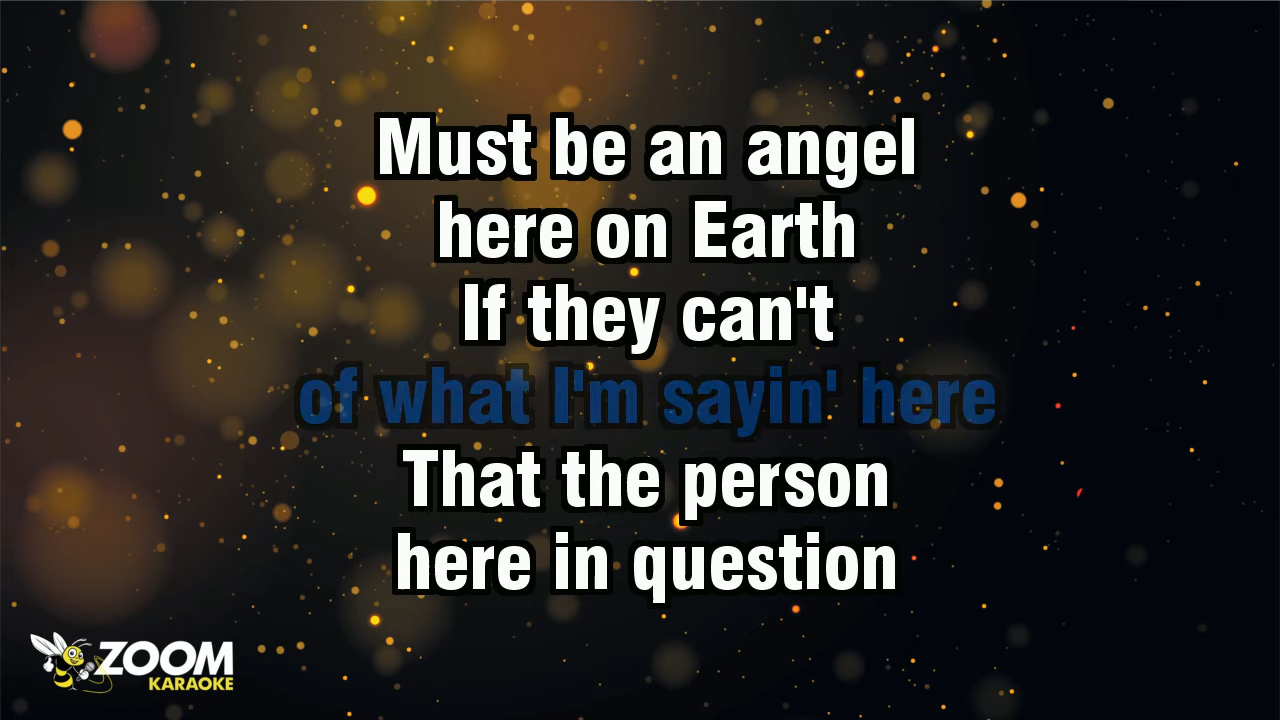 Must be an angel
here on Earth
If they can't
of what I'm sayin' here
That the person
here in question
ZOOM
KARAOKE